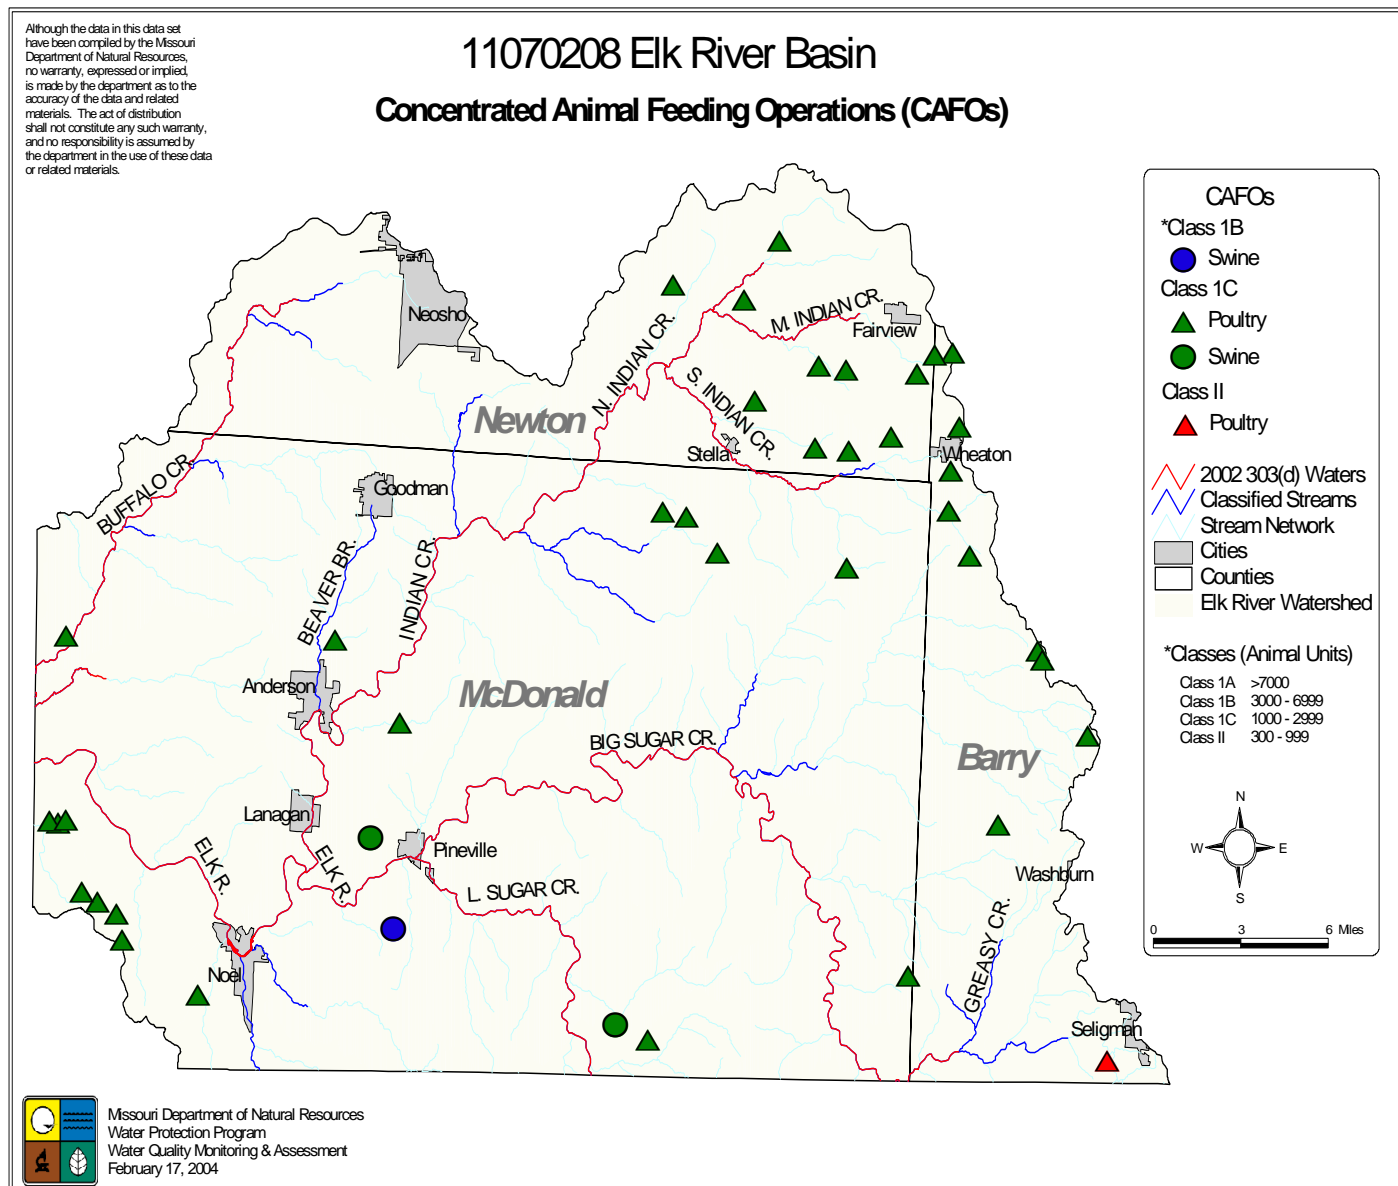 Although the data in this data set
have been compiled by the Missouri
Department of Natural Resources,
no warranty, expressed or implied,
is made by the department as to the
accuracy of the data and related
materials. The act of distribution
shall not constitute any such warranty,
and no responsibility is assumed by
the department in the use of these data
or related materials.
11070208 Elk River Basin
Concentrated Animal Feeding Operations (CAFOs)
CAFOs
*Class 1B
Swine
Class 1C
Poultry
Swine
Class II
Poultry
2002 303(d) Waters
Classified Streams
Stream Network
Cities
Counties
Elk River Watershed
*Classes (Animal Units)
Class 1A >7000
Class 1B 3000 - 6999
Class 1C 1000 - 2999
Class II 300 - 999
N
W E
S
0 3 6 Miles
Neosho
N. INDIAN CR.
M. INDIAN CR.
Fairview
S. INDIAN CR.
Newton
Stella
Wheaton
BUFFALO CR.
Goodman
BEAVER BR.
INDIAN CR.
Anderson
McDonald
BIG SUGAR CR.
Barry
Lanagan
ELK R.
ELK R.
Pineville
L. SUGAR CR.
Washburn
GREASY CR.
Noel
Seligman
Missouri Department of Natural Resources
Water Protection Program
Water Quality Monitoring & Assessment
February 17, 2004